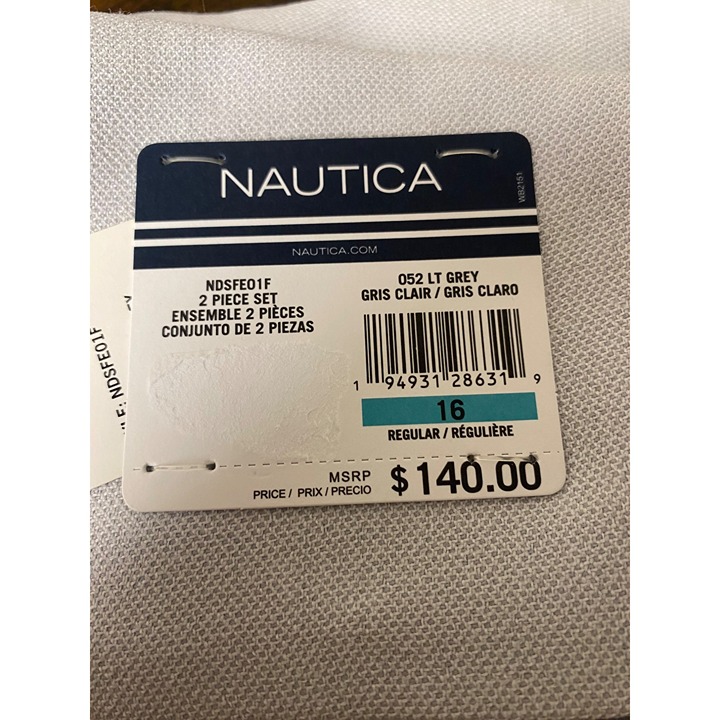 NAUTICA
WB2151
NAUTICA.COM
NDSFE01F
2 PIECE SET
ENSEMBLE 2 PIÈCES
CONJUNTO DE 2 PIEZAS
052 LT GREY
GRIS CLAIR / GRIS CLARO
1 94931 28631 9
16
REGULAR / RÉGULIÈRE
MSRP
PRICE / PRIX / PRECIO
$140.00
NDSFE01F